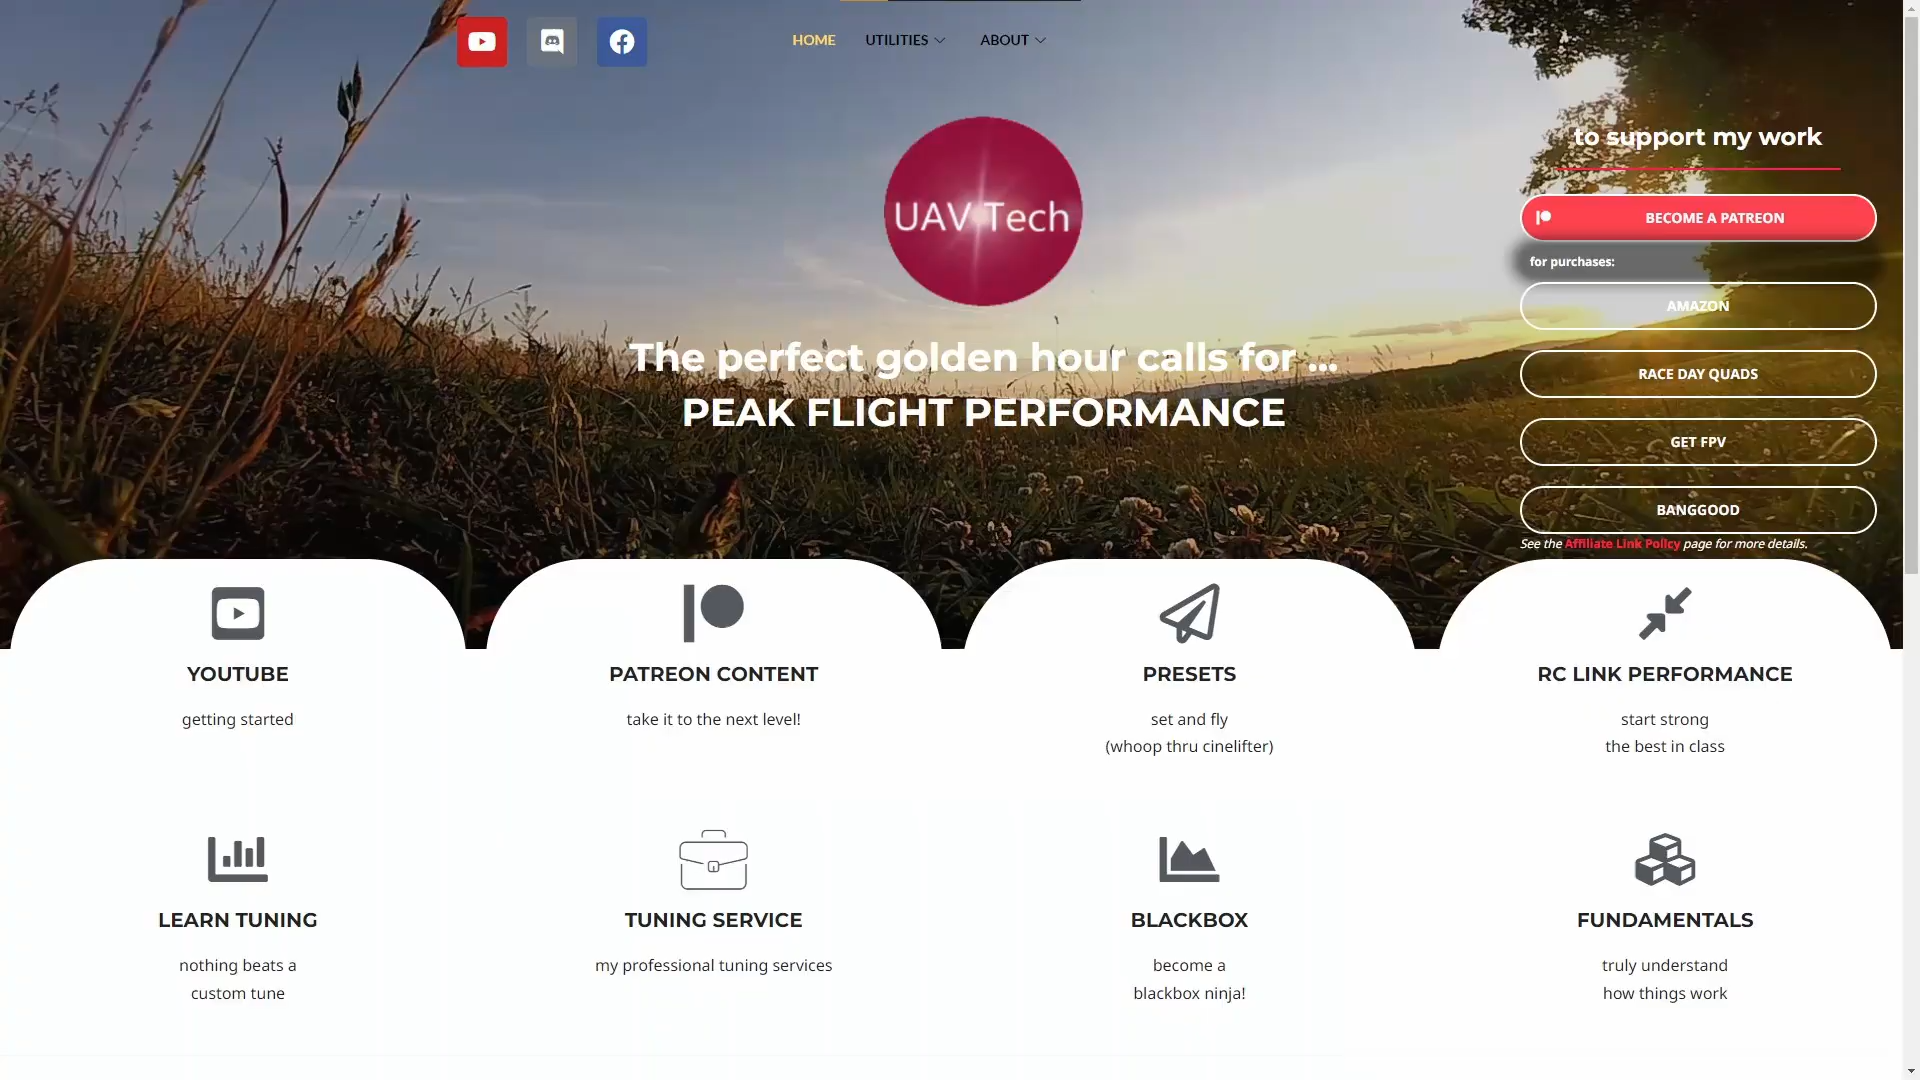 HOME
UTILITIES
ABOUT
UAV Tech
to support my work
BECOME A PATREON
for purchases:
AMAZON
RACE DAY QUADS
GET FPV
BANGGOOD
See the Affiliate Link Policy page for more details.
The perfect golden hour calls for ...
PEAK FLIGHT PERFORMANCE
YOUTUBE
getting started
PATREON CONTENT
take it to the next level!
PRESETS
set and fly
(whoop thru cinelifter)
RC LINK PERFORMANCE
start strong
the best in class
LEARN TUNING
nothing beats a
custom tune
TUNING SERVICE
my professional tuning services
BLACKBOX
become a
blackbox ninja!
FUNDAMENTALS
truly understand
how things work